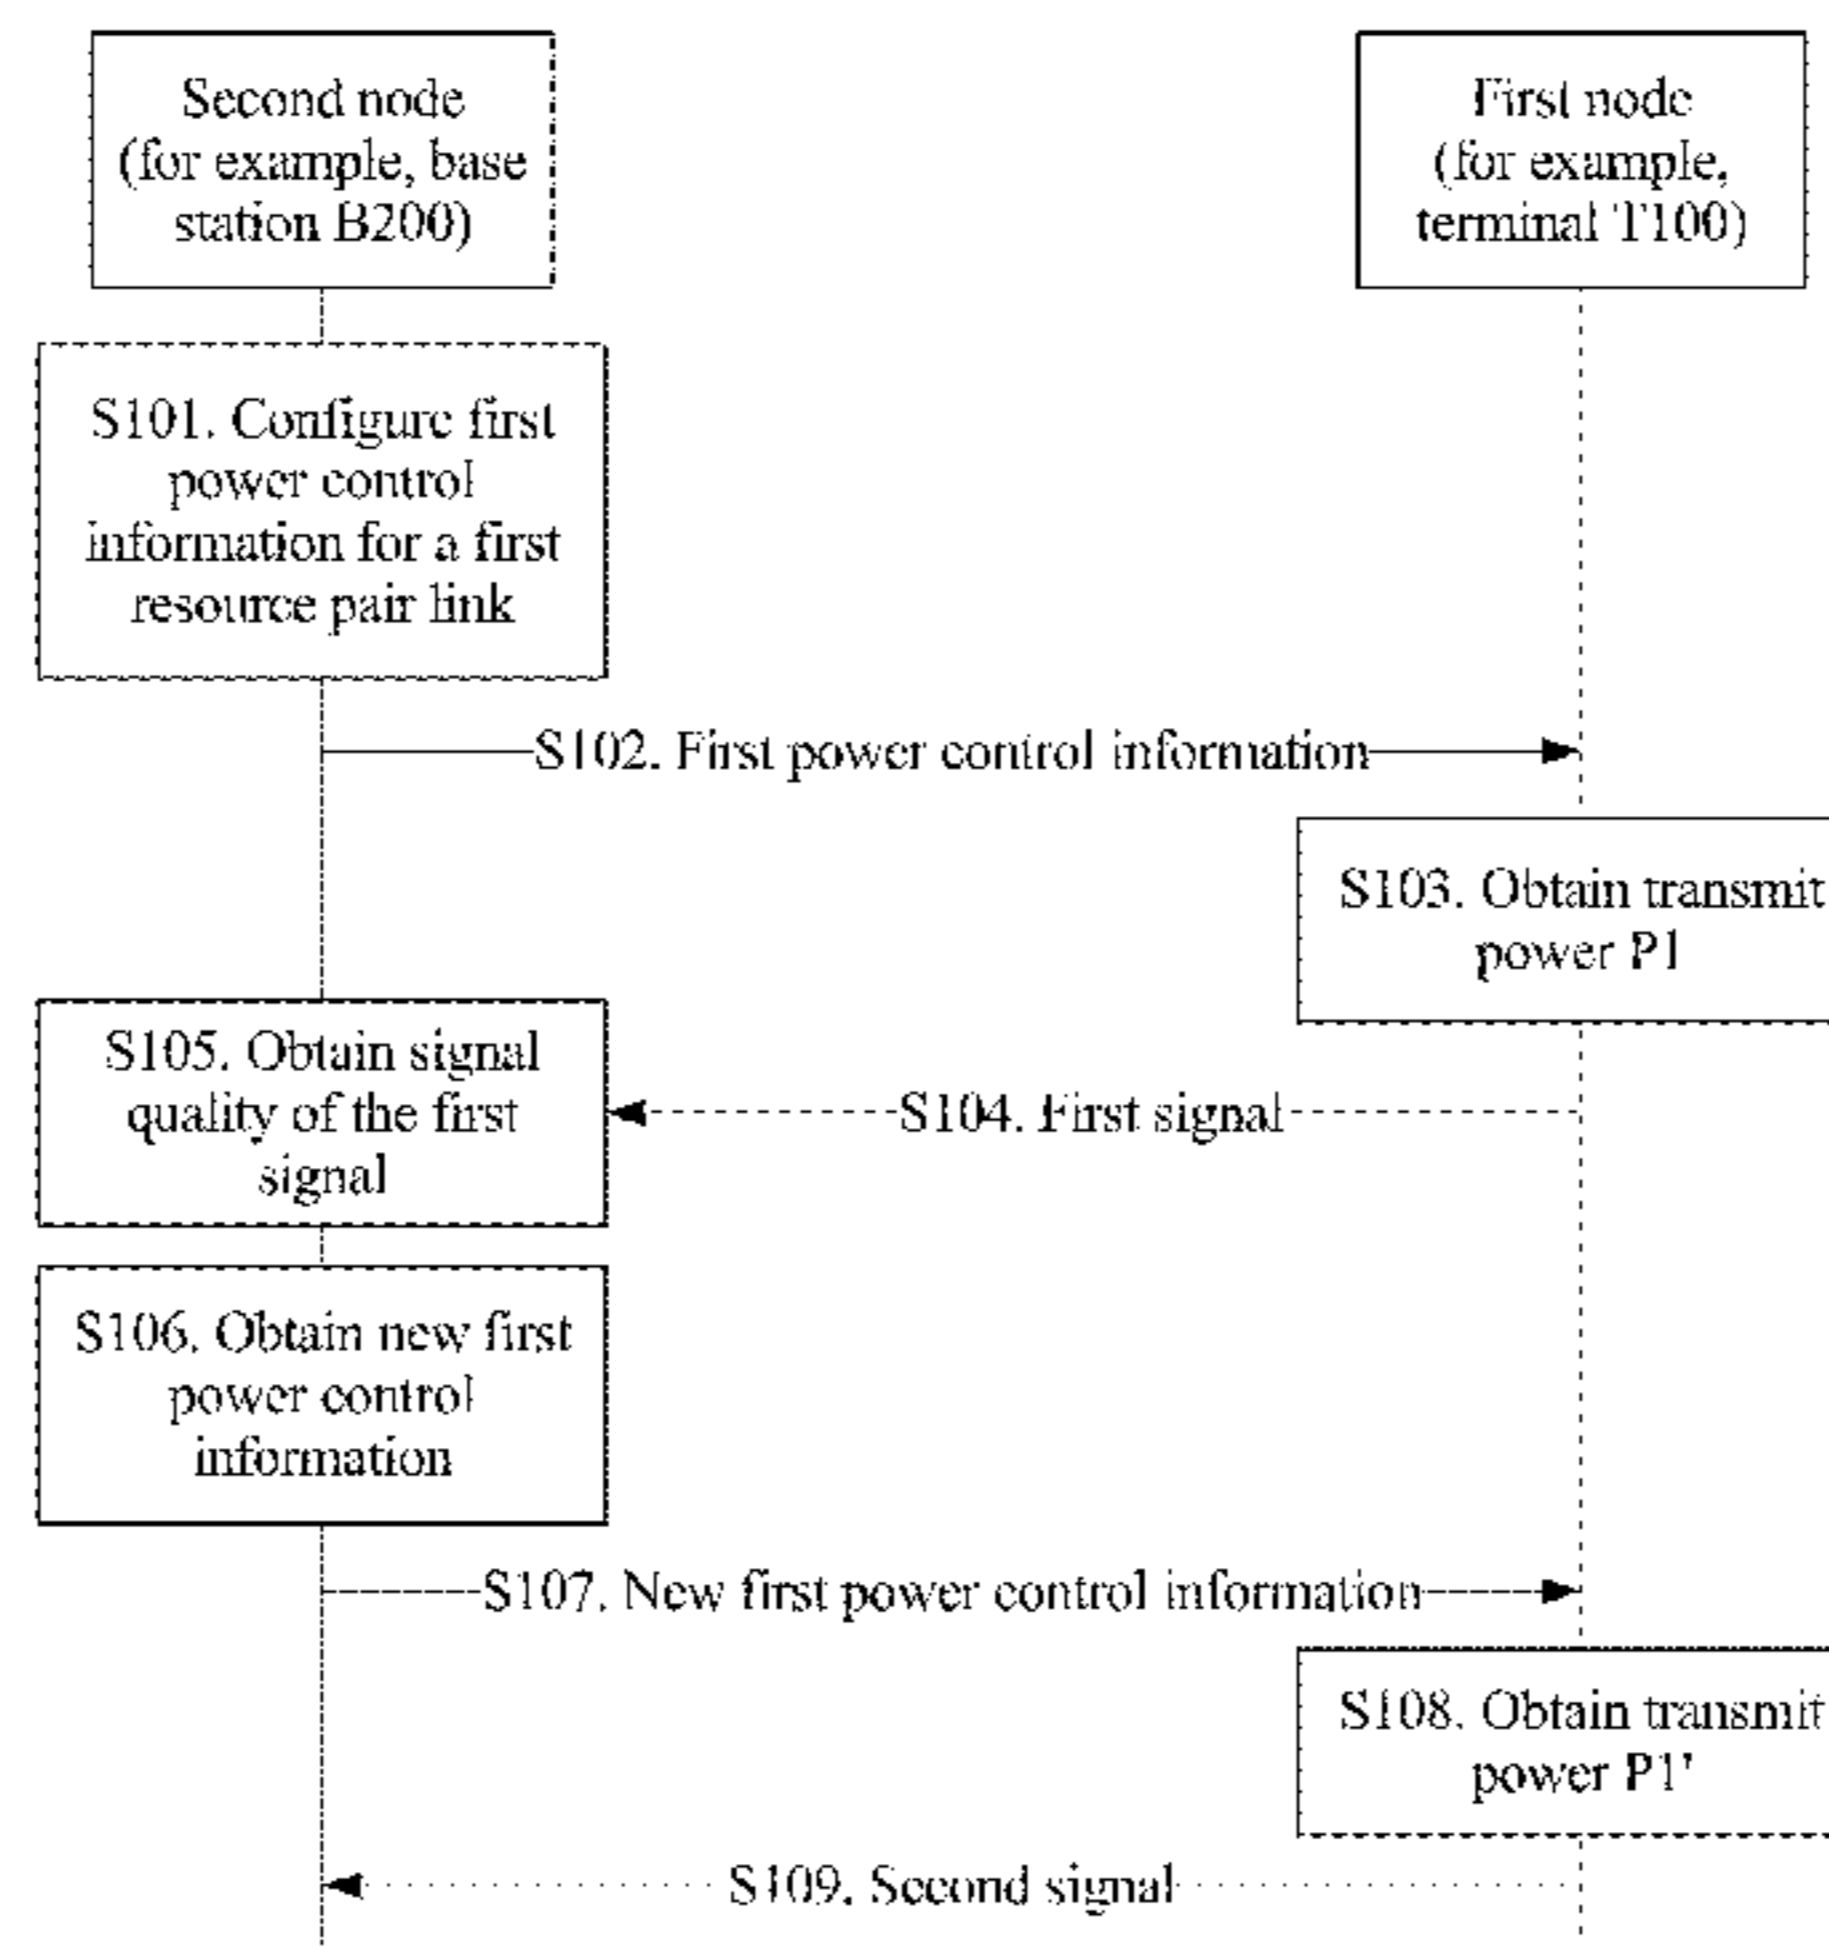 Second node
(for example, base
station B200)
First node
(for example,
terminal T100)
S101. Configure first
power control
information for a first
resource pair link
S102. First power control information
S103. Obtain transmit
power P1
S104. First signal
S105. Obtain signal
quality of the first
signal
S106. Obtain new first
power control
information
S107. New first power control information
S108. Obtain transmit
power P1'
S109. Second signal